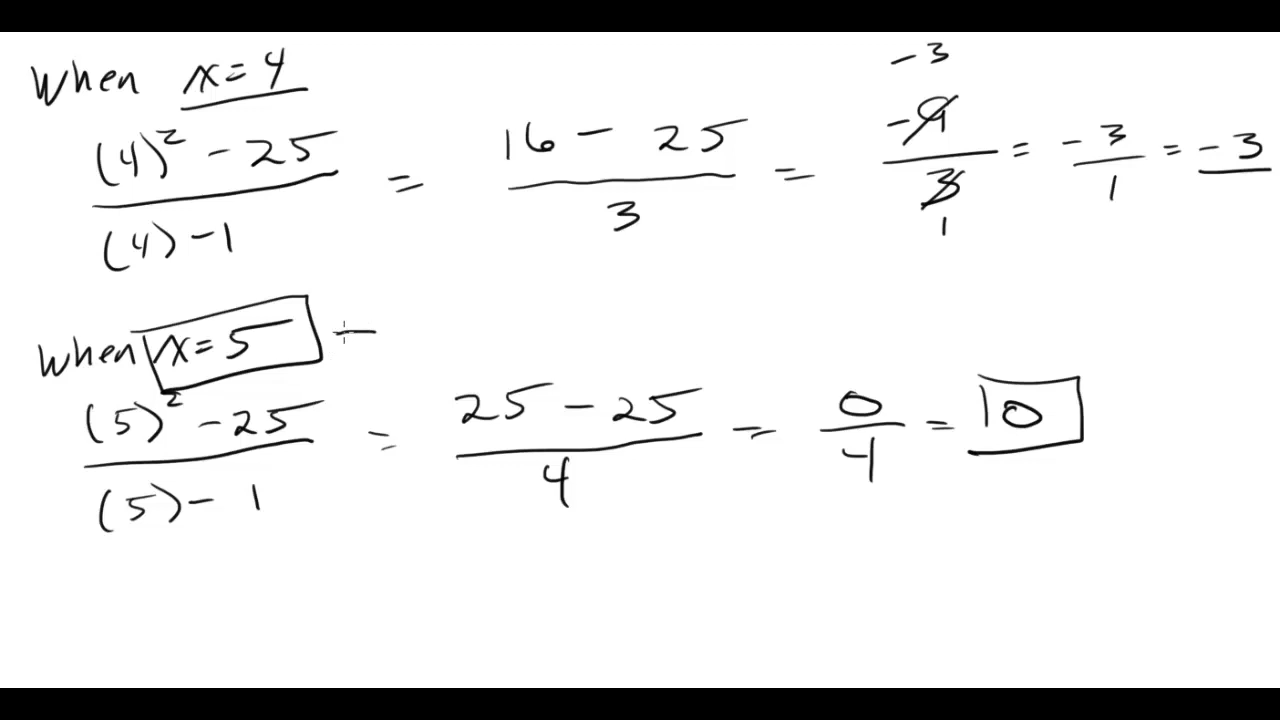 When x=4
((4)² - 25)/((4) - 1) = (16 - 25)/3 = -9/3 -3 1 = -3/1 = -3
When x=5
((5)² - 25)/((5) - 1) = (25 - 25)/4 = 0/4 = 0